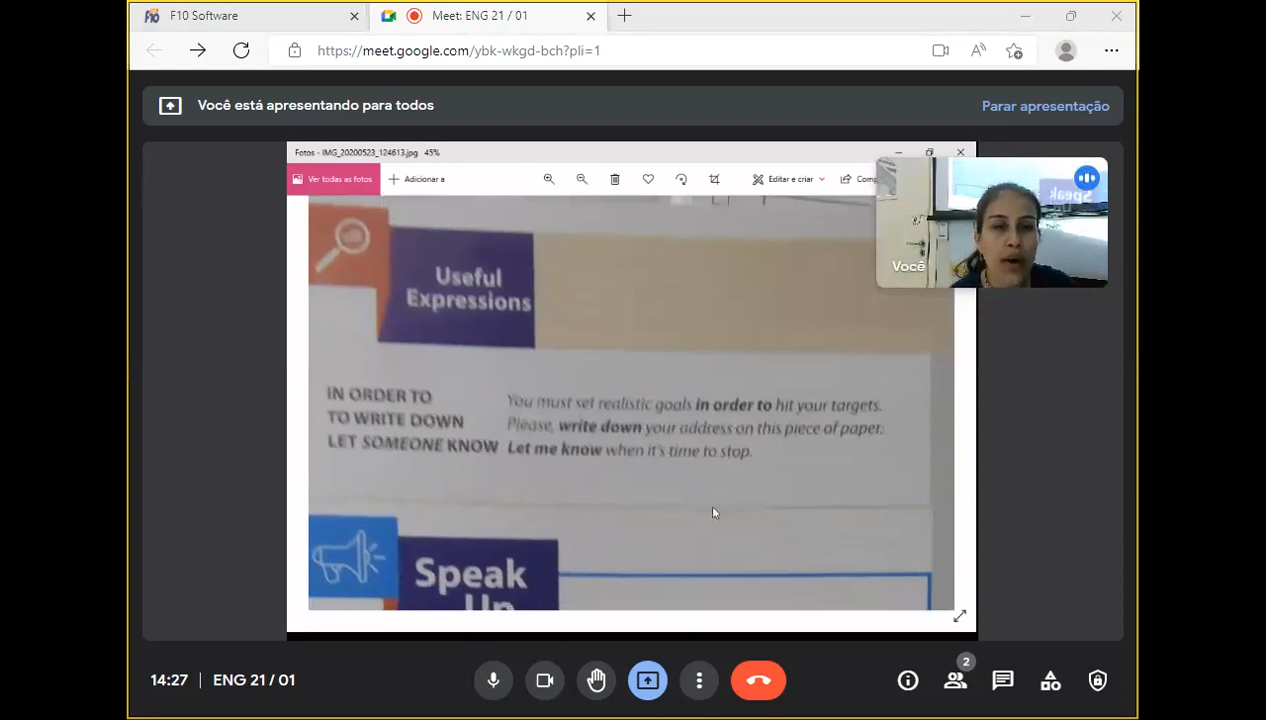 F10 Software
Meet: ENG 21 / 01
https://meet.google.com/ybk-wkgd-bch?pli=1
Você está apresentando para todos
Parar apresentação
Fotos - IMG_20200523_124613.jpg 45%
Ver todas as fotos
Adicionar a
Editar e criar
Comp
Speak
Você
Useful
Expressions
IN ORDER TO You must set realistic goals in order to hit your targets.
TO WRITE DOWN Please, write down your address on this piece of paper.
LET SOMEONE KNOW Let me know when it's time to stop.
Speak
Up
14:27 ENG 21 / 01
2